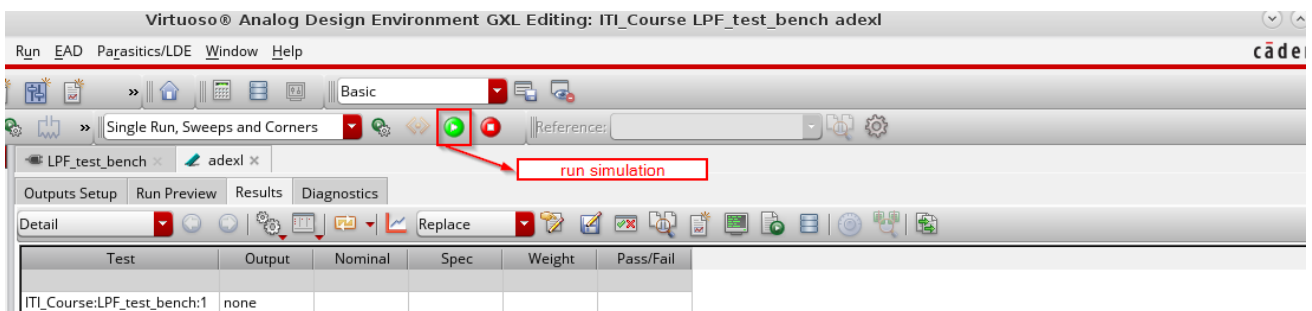 Virtuoso® Analog Design Environment GXL Editing: ITI_Course LPF_test_bench adexl
Run EAD Parasitics/LDE Window Help
cāde
» Basic
» Single Run, Sweeps and Corners Reference:
run simulation
LPF_test_bench adexl
Outputs Setup Run Preview Results Diagnostics
Detail Replace
Test Output Nominal Spec Weight Pass/Fail
ITI_Course:LPF_test_bench:1 none